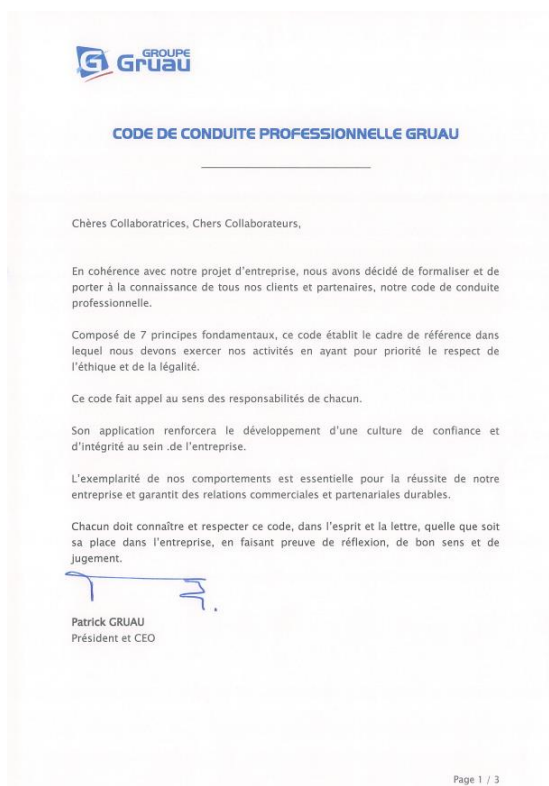 GROUPE
Gruau
CODE DE CONDUITE PROFESSIONNELLE GRUAU
Chères Collaboratrices, Chers Collaborateurs,
En cohérence avec notre projet d'entreprise, nous avons décidé de formaliser et de
porter à la connaissance de tous nos clients et partenaires, notre code de conduite
professionnelle.
Composé de 7 principes fondamentaux, ce code établit le cadre de référence dans
lequel nous devons exercer nos activités en ayant pour priorité le respect de
l'éthique et de la légalité.
Ce code fait appel au sens des responsabilités de chacun.
Son application renforcera le développement d'une culture de confiance et
d'intégrité au sein .de l'entreprise.
L'exemplarité de nos comportements est essentielle pour la réussite de notre
entreprise et garantit des relations commerciales et partenariales durables.
Chacun doit connaître et respecter ce code, dans l'esprit et la lettre, quelle que soit
sa place dans l'entreprise, en faisant preuve de réflexion, de bon sens et de
jugement.
Patrick GRUAU
Président et CEO
Page 1 / 3